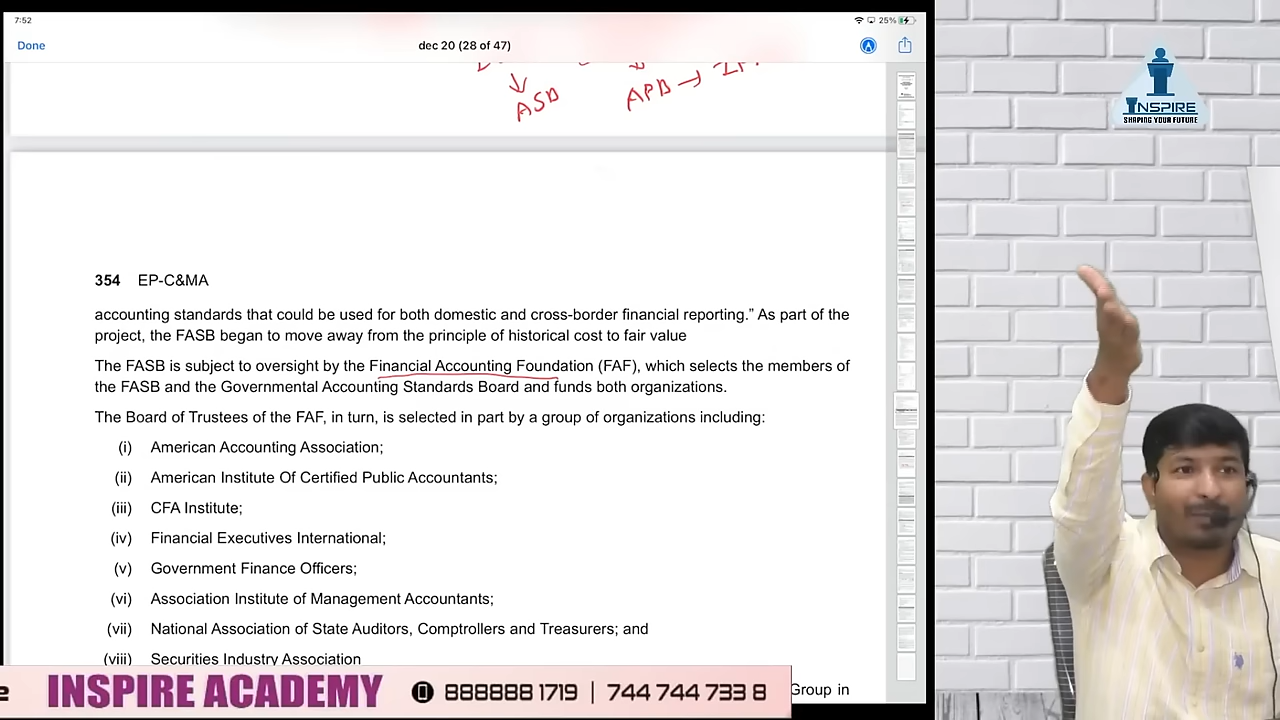 7:52
25%
Done
dec 20 (28 of 47)
ASB
APB →
INSPIRE
SHAPING YOUR FUTURE
354 EP-C&MA
accounting standards that could be used for both domestic and cross-border financial reporting.” As part of the
project, the FASB began to move away from the principle of historical cost to fair value
The FASB is subject to oversight by the Financial Accounting Foundation (FAF), which selects the members of
the FASB and the Governmental Accounting Standards Board and funds both organizations.
The Board of Trustees of the FAF, in turn, is selected in part by a group of organizations including:
(i) American Accounting Association;
(ii) American Institute Of Certified Public Accountants;
(iii) CFA Institute;
(iv) Financial Executives International;
(v) Government Finance Officers;
(vi) Association Institute of Management Accountants;
(vii) National Association of State Auditors, Comptrollers and Treasurers; and
(viii) Securities Industry Association
Group in
INSPIRE ACADEMY 888888 1719 | 744 744 733 8